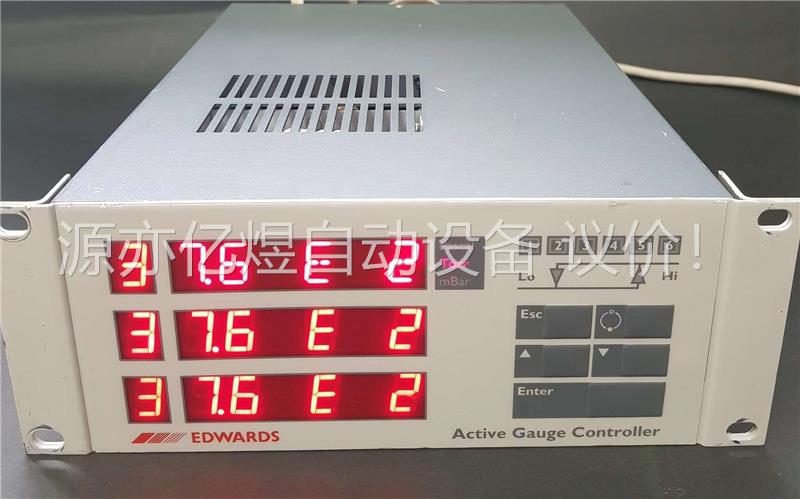 源亦亿煜自动设备 议价！
3 7.6 E 2
3 7.6 E 2
3 7.6 E 2
Torr
mBar
2 3 4 5 6
Lo Hi
Esc
Enter
EDWARDS
Active Gauge Controller